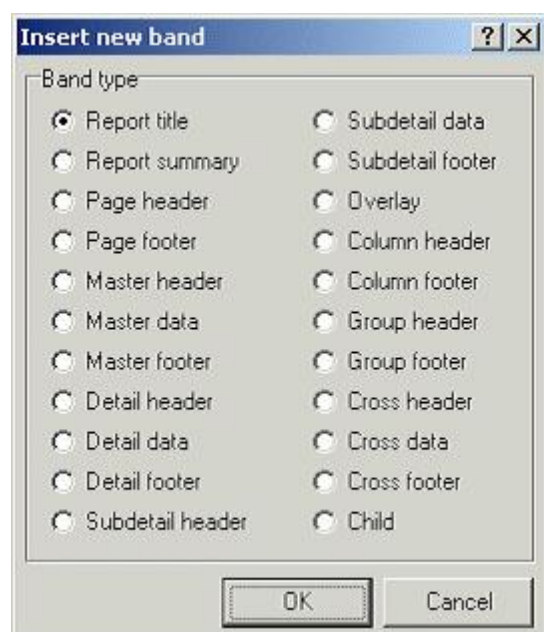 Insert new band
Band type
Report title
Report summary
Page header
Page footer
Master header
Master data
Master footer
Detail header
Detail data
Detail footer
Subdetail header
Subdetail data
Subdetail footer
Overlay
Column header
Column footer
Group header
Group footer
Cross header
Cross data
Cross footer
Child
OK
Cancel